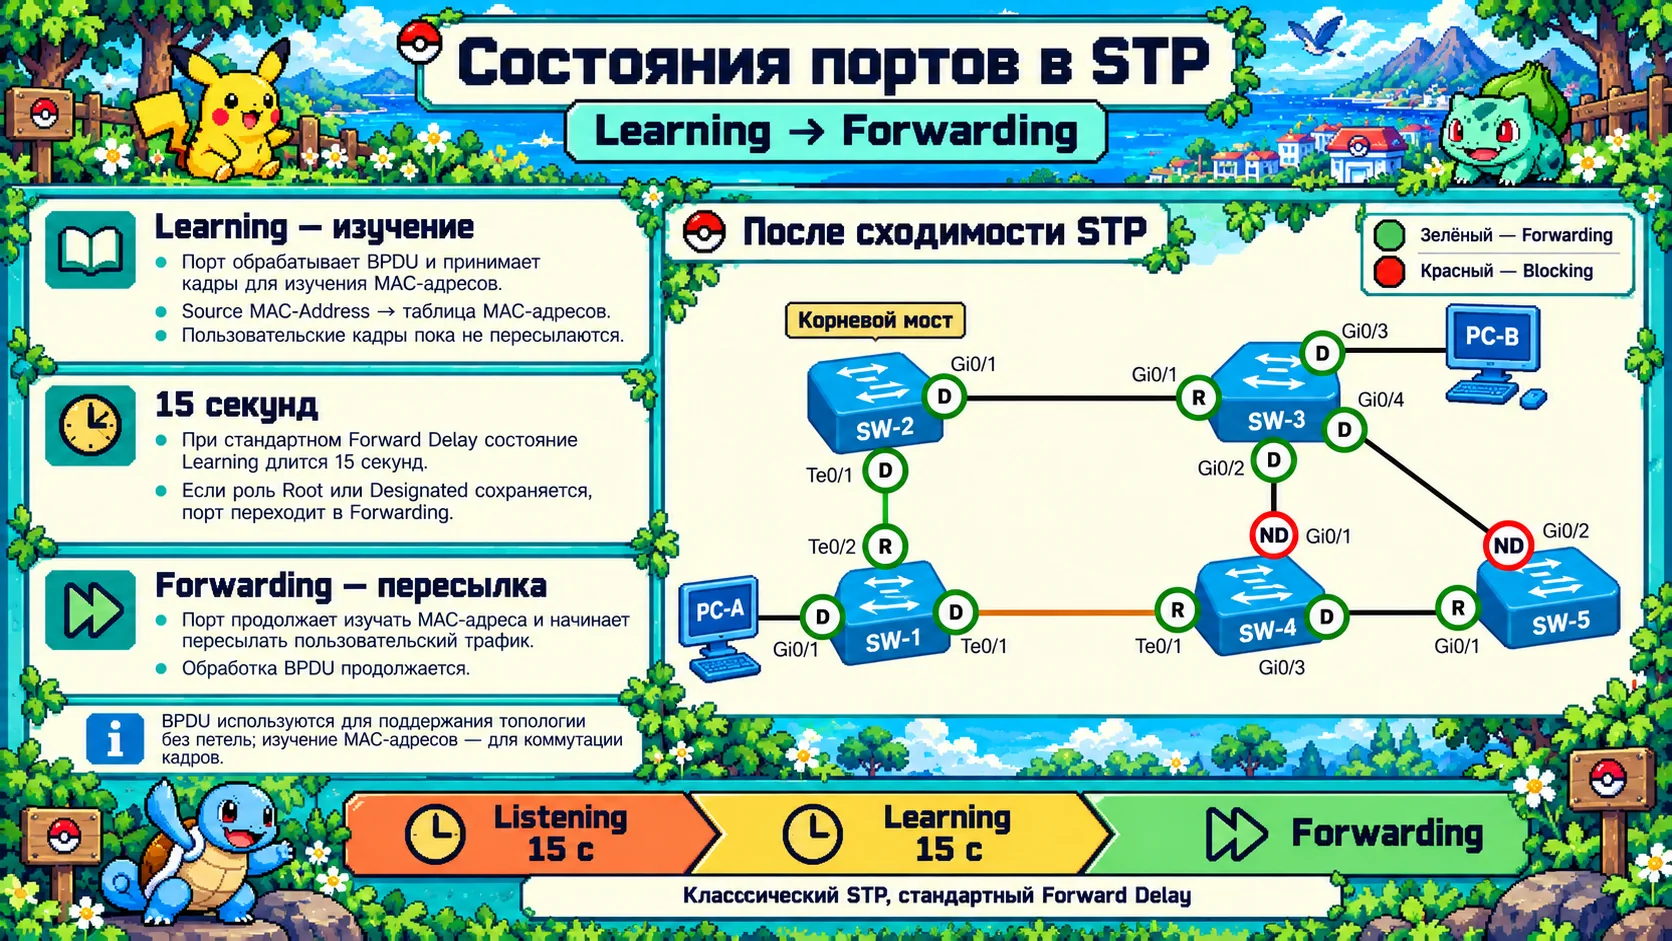 Состояния портов в STP
Learning → Forwarding
Learning — изучение
Порт обрабатывает BPDU и принимает
кадры для изучения MAC-адресов.
Source MAC-Address → таблица MAC-адресов.
Пользовательские кадры пока не пересылаются.
15 секунд
При стандартном Forward Delay состояние
Learning длится 15 секунд.
Если роль Root или Designated сохраняется,
порт переходит в Forwarding.
Forwarding — пересылка
Порт продолжает изучать MAC-адреса и начинает
пересылать пользовательский трафик.
Обработка BPDU продолжается.
i
BPDU используются для поддержания топологии
без петель; изучение MAC-адресов — для коммутации
кадров.
После сходимости STP
Зелёный — Forwarding
Красный — Blocking
Корневой мост
SW-2
D
Gi0/1
Gi0/1
R
SW-3
D
Gi0/3
PC-B
Gi0/4
D
Te0/1
D
Gi0/2
D
Te0/2
R
ND
Gi0/1
ND
Gi0/2
PC-A
D
Gi0/1
SW-1
D
Te0/1
R
Te0/1
SW-4
D
Gi0/3
R
Gi0/1
SW-5
Listening
15 с
Learning
15 с
Forwarding
Класссический STP, стандартный Forward Delay